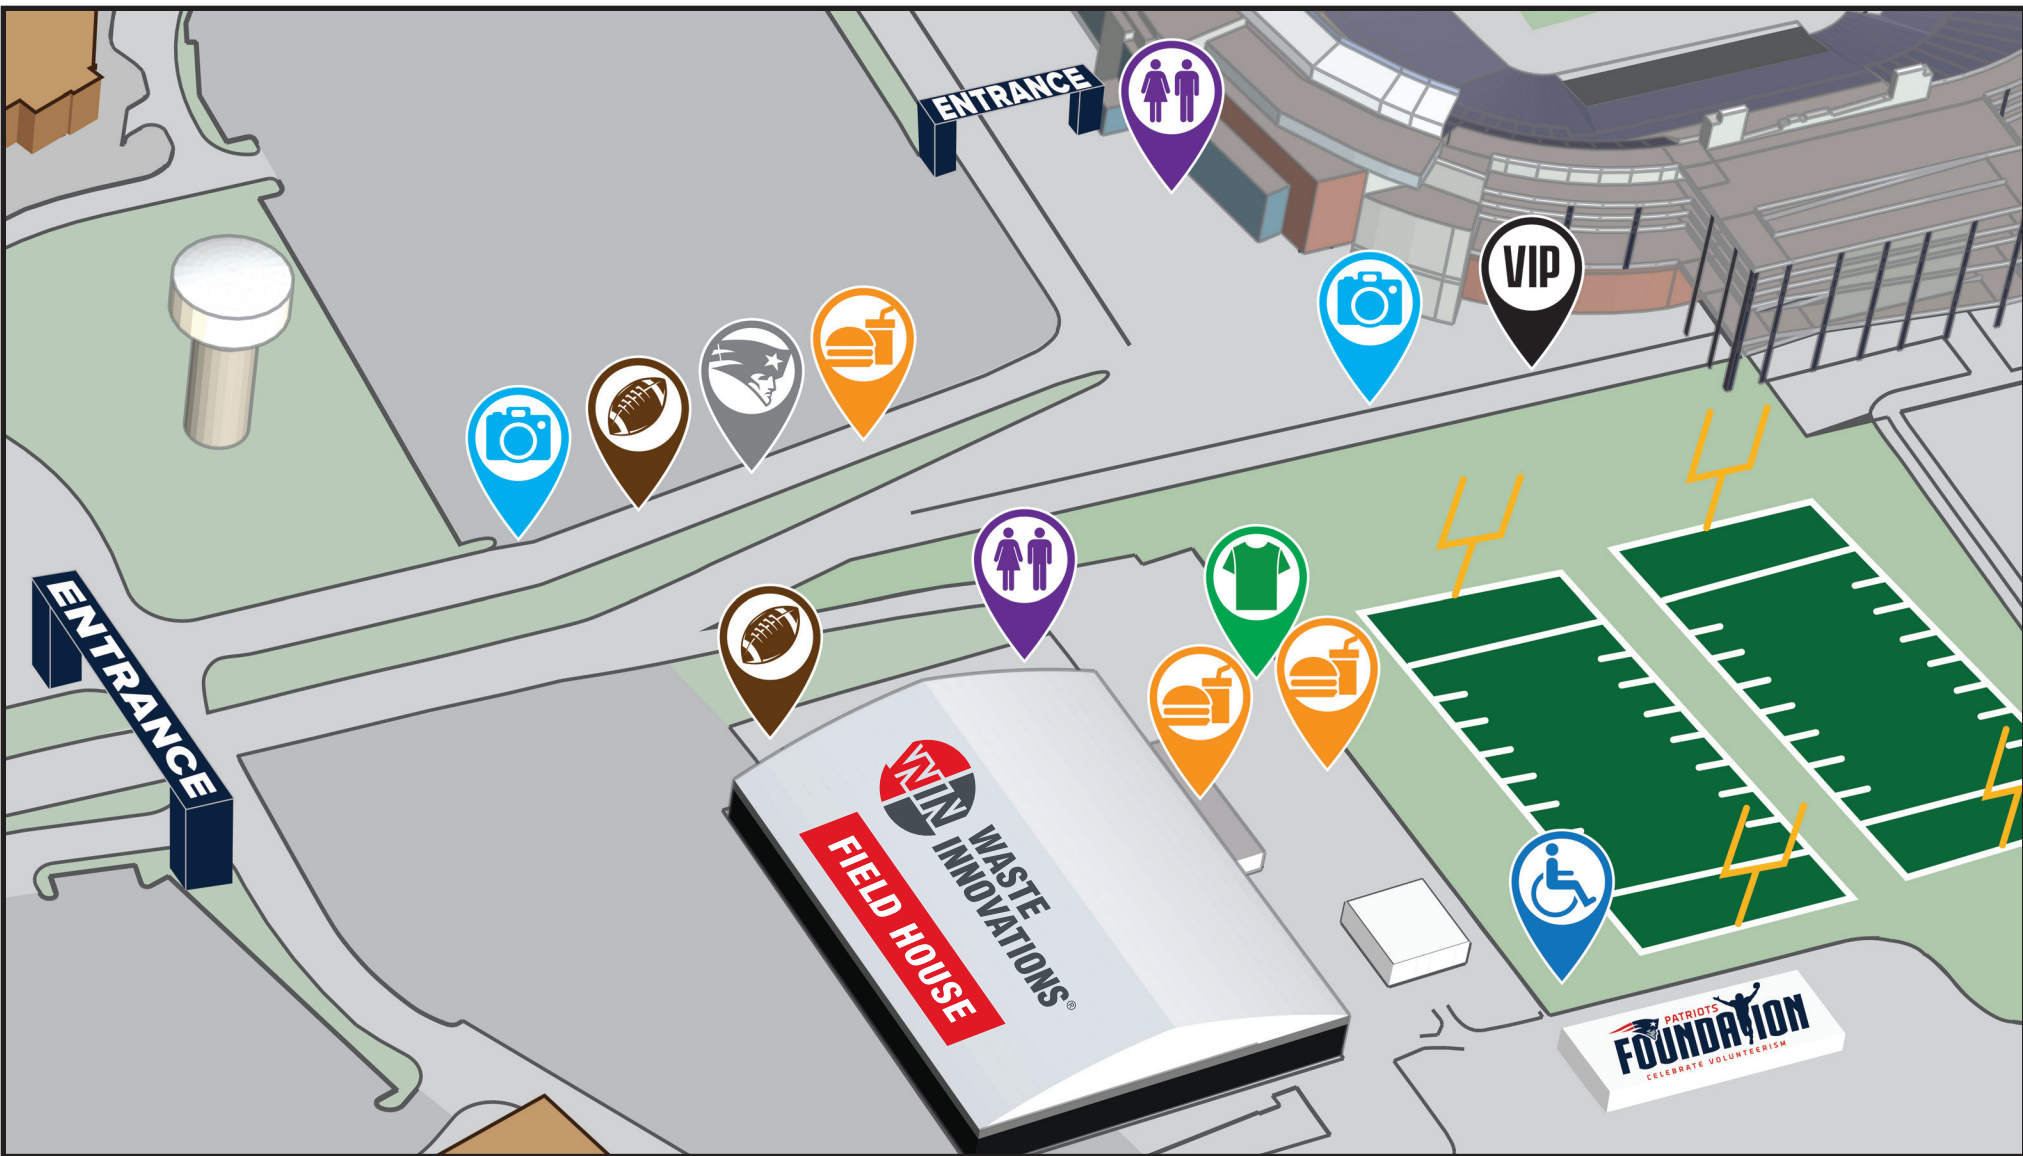 ENTRANCE
VIP
ENTRANCE
WIN
WASTE
INNOVATIONS®
FIELD HOUSE
PATRIOTS
FOUNDATION
CELEBRATE VOLUNTEERISM